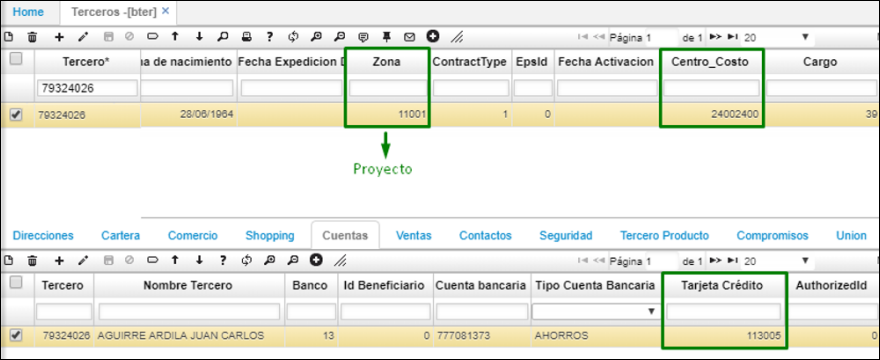 Home Terceros -[bter] ×
Página 1 de 1 20
Tercero* ha de nacimiento Fecha Expedicion D Zona ContractType EpsId Fecha Activacion Centro_Costo Cargo
79324026
79324026 28/06/1964 11001 1 0 24002400 39
Proyecto
Direcciones Cartera Comercio Shopping Cuentas Ventas Contactos Seguridad Tercero Producto Compromisos Union
Página 1 de 1 20
Tercero Nombre Tercero Banco Id Beneficiario Cuenta bancaria Tipo Cuenta Bancaria Tarjeta Crédito AuthorizedId
79324026 AGUIRRE ARDILA JUAN CARLOS 13 0 777081373 AHORROS 113005 0